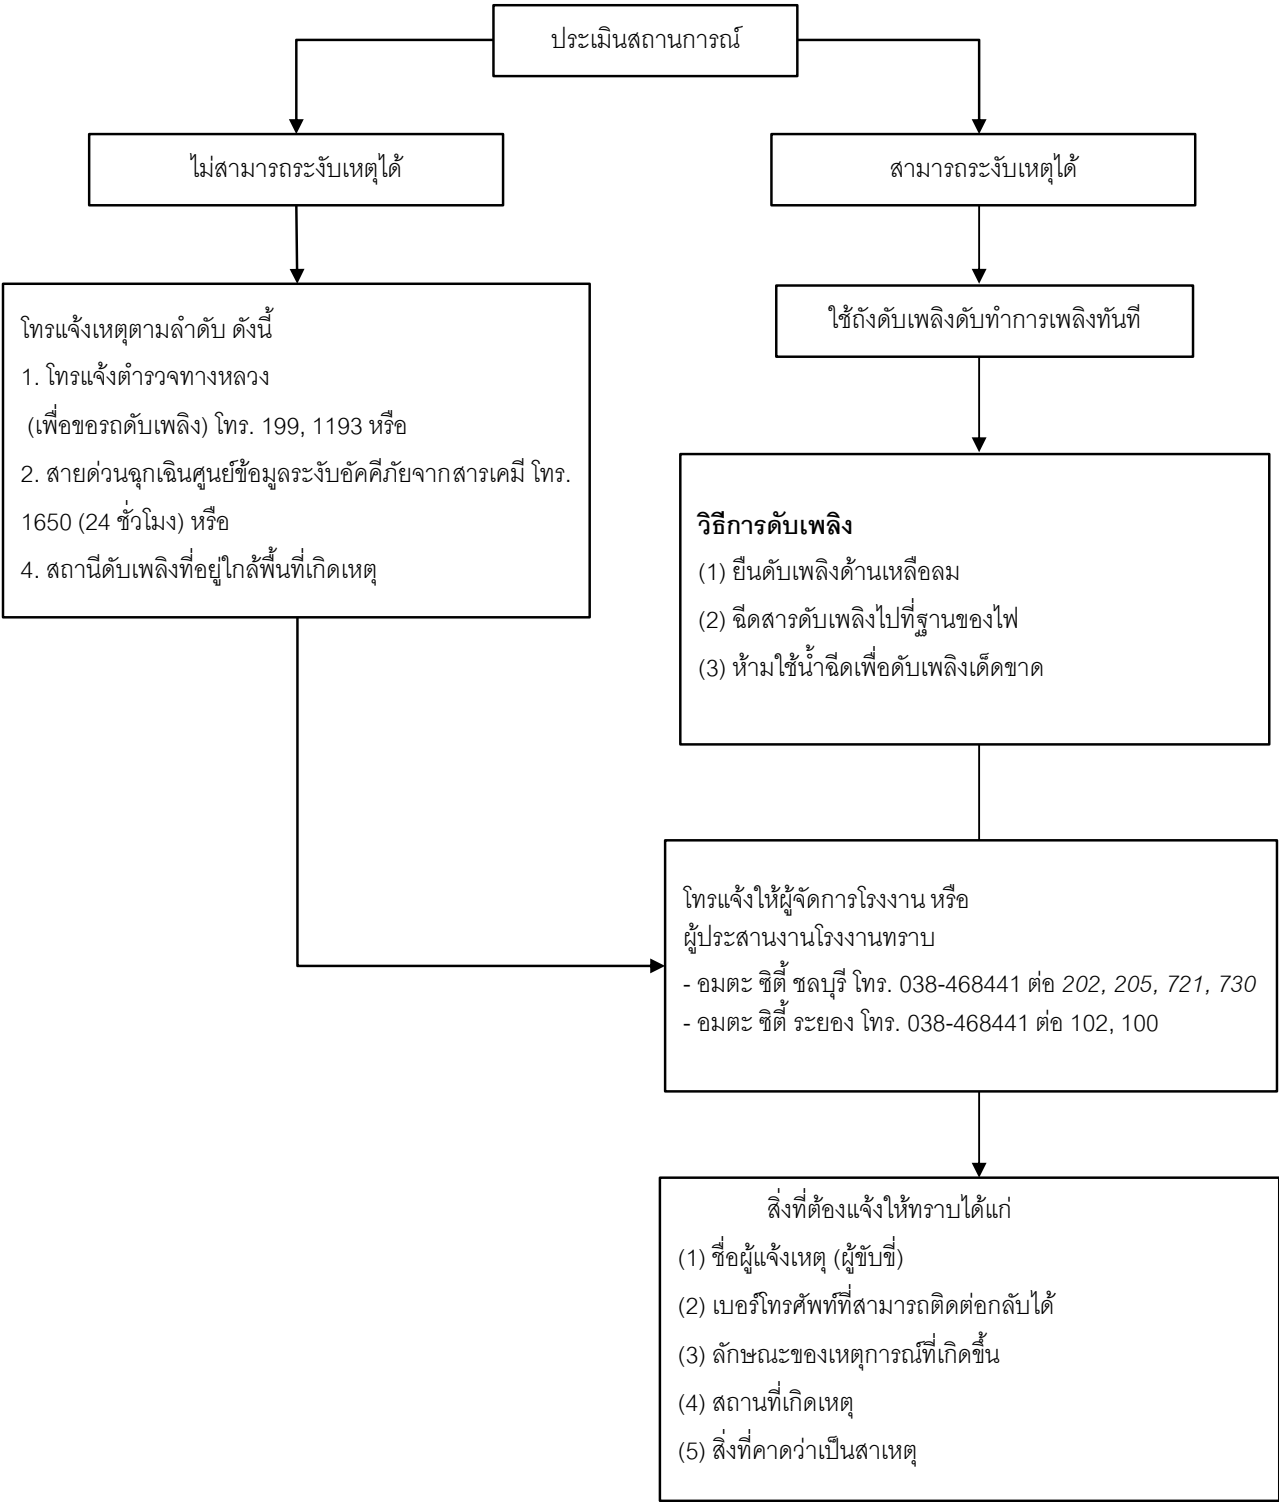 ประเมินสถานการณ์
ไม่สามารถระงับเหตุได้
สามารถระงับเหตุได้
โทรแจ้งเหตุตามลำดับ ดังนี้
1. โทรแจ้งตำรวจทางหลวง
(เพื่อขอรถดับเพลิง) โทร. 199, 1193 หรือ
2. สายด่วนฉุกเฉินศูนย์ข้อมูลระงับอัคคีภัยจากสารเคมี โทร.
1650 (24 ชั่วโมง) หรือ
4. สถานีดับเพลิงที่อยู่ใกล้พื้นที่เกิดเหตุ
ใช้ถังดับเพลิงดับทำการเพลิงทันที
วิธีการดับเพลิง
(1) ยืนดับเพลิงด้านเหลือลม
(2) ฉีดสารดับเพลิงไปที่ฐานของไฟ
(3) ห้ามใช้น้ำฉีดเพื่อดับเพลิงเด็ดขาด
โทรแจ้งให้ผู้จัดการโรงงาน หรือ
ผู้ประสานงานโรงงานทราบ
- อมตะ ซิตี้ ชลบุรี โทร. 038-468441 ต่อ 202, 205, 721, 730
- อมตะ ซิตี้ ระยอง โทร. 038-468441 ต่อ 102, 100
สิ่งที่ต้องแจ้งให้ทราบได้แก่
(1) ชื่อผู้แจ้งเหตุ (ผู้ขับขี่)
(2) เบอร์โทรศัพท์ที่สามารถติดต่อกลับได้
(3) ลักษณะของเหตุการณ์ที่เกิดขึ้น
(4) สถานที่เกิดเหตุ
(5) สิ่งที่คาดว่าเป็นสาเหตุ